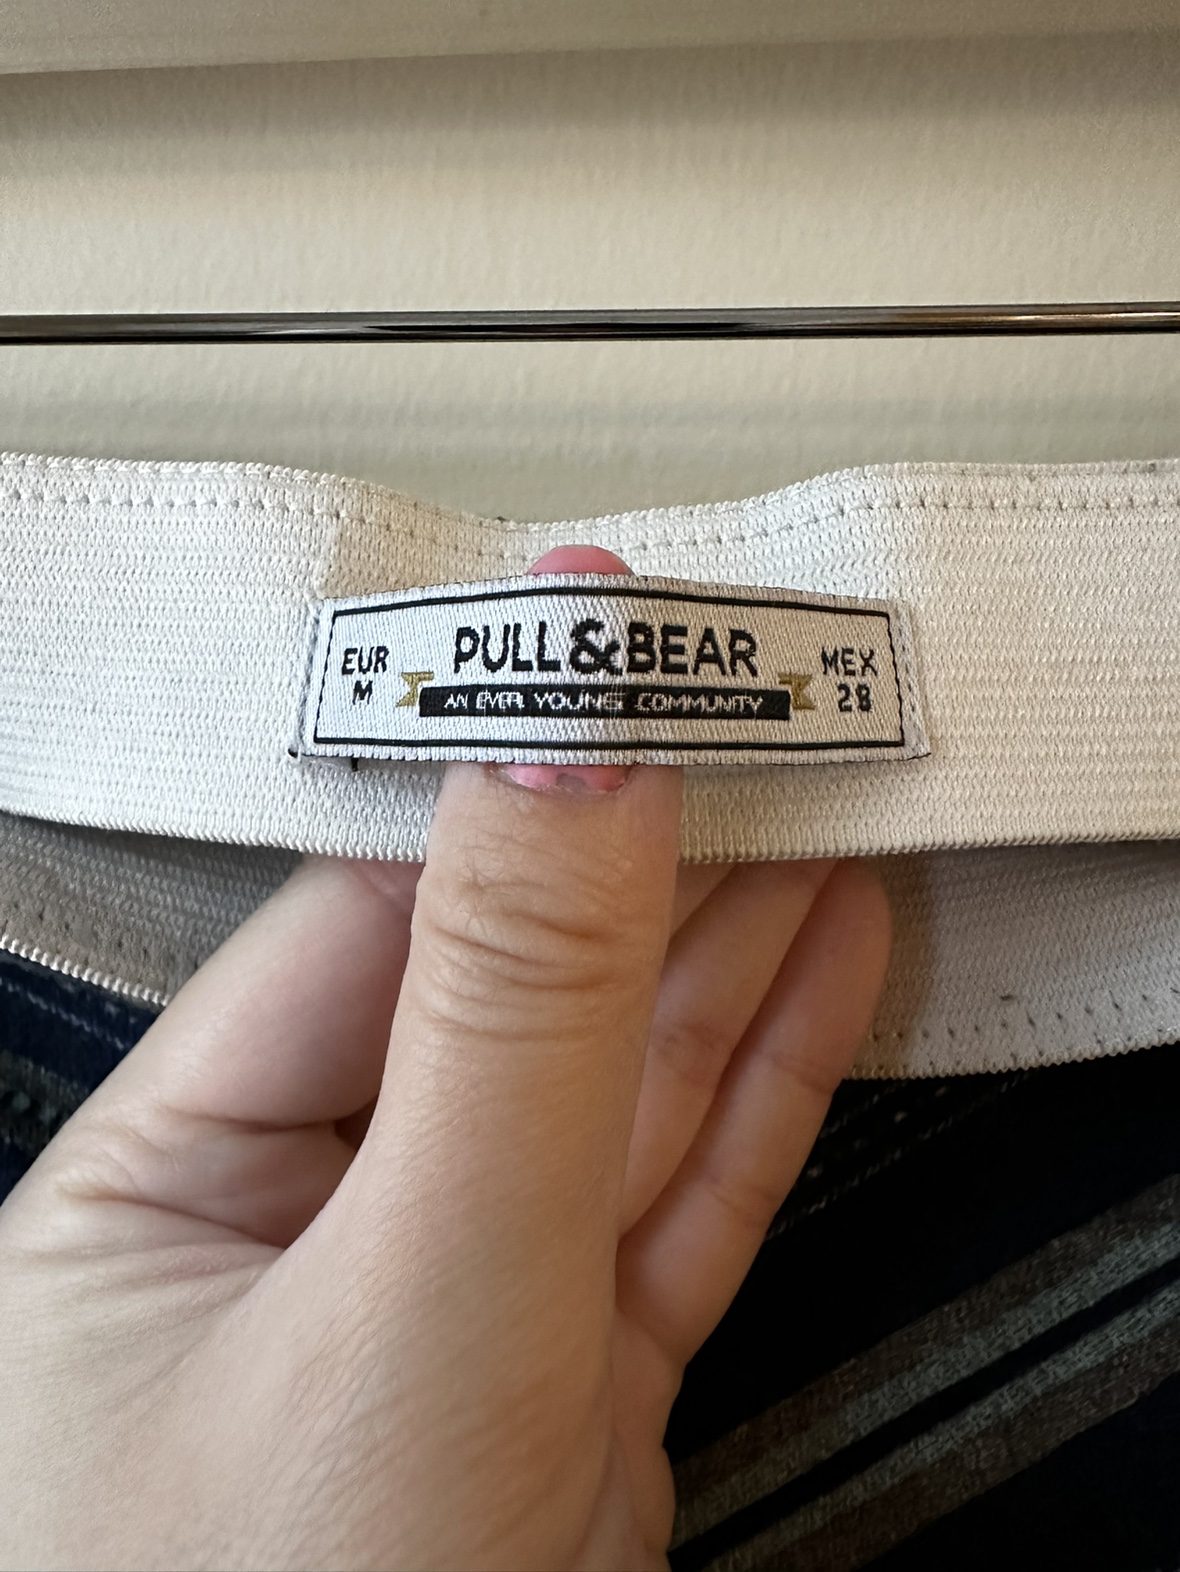 EUR
M
PULL&BEAR
AN EVER YOUNG COMMUNITY
MEX
28